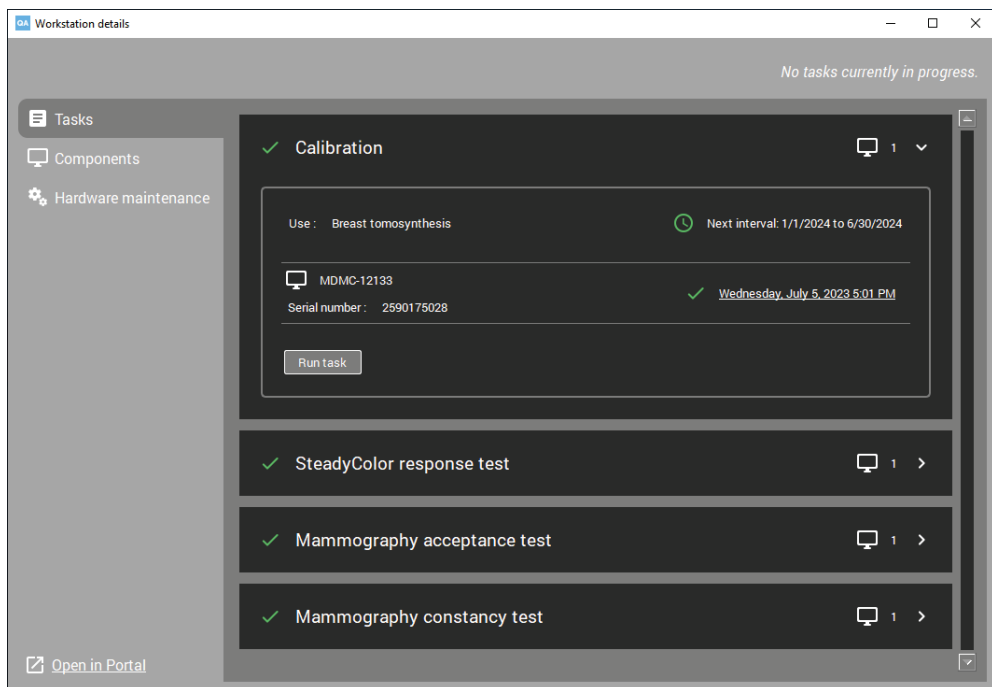 QA Workstation details
No tasks currently in progress.
Tasks
Components
Hardware maintenance
Calibration 1
Use : Breast tomosynthesis Next interval: 1/1/2024 to 6/30/2024
MDMC-12133
Serial number : 2590175028
Wednesday, July 5, 2023 5:01 PM
Run task
SteadyColor response test 1
Mammography acceptance test 1
Mammography constancy test 1
Open in Portal